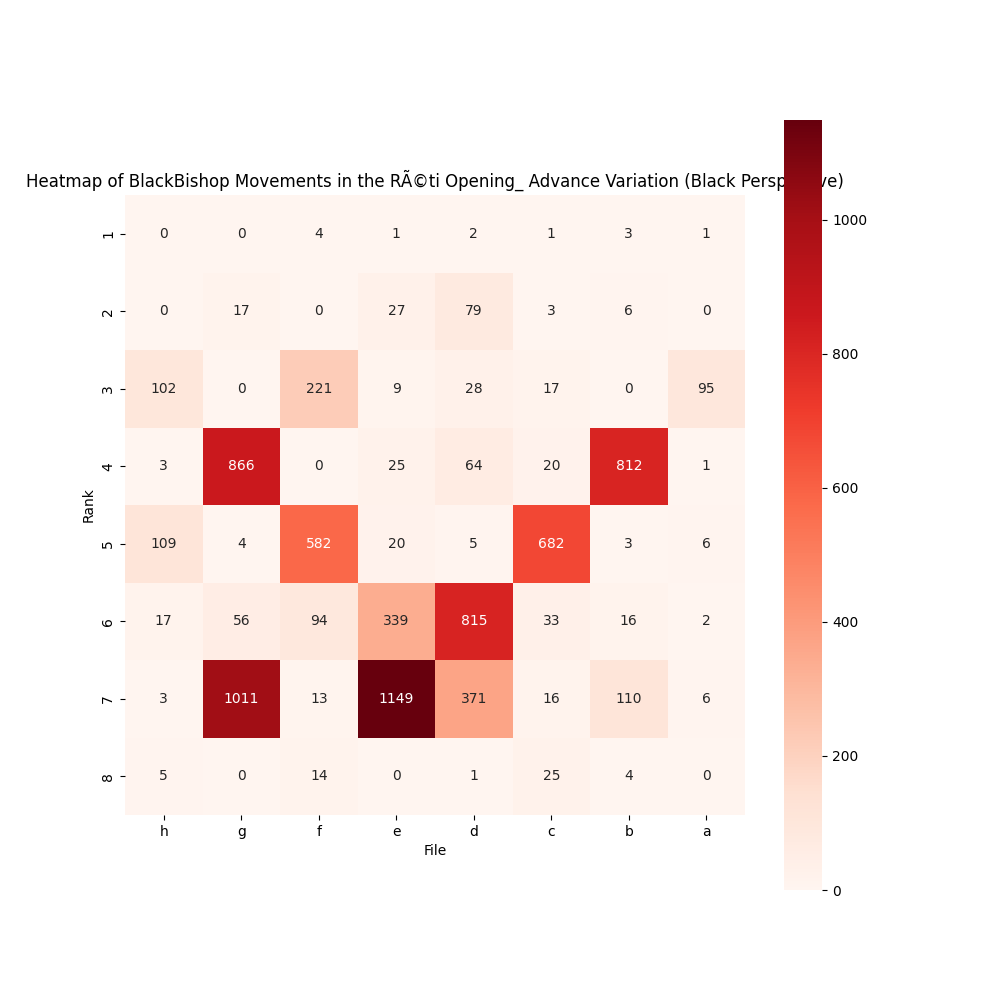 Heatmap of BlackBishop Movements in the RÃ©ti Opening_ Advance Variation (Black Perspective)
1000
800
600
400
200
0
Rank
1 0 0 4 1 2 1 3 1
2 0 17 0 27 79 3 6 0
3 102 0 221 9 28 17 0 95
4 3 866 0 25 64 20 812 1
5 109 4 582 20 5 682 3 6
6 17 56 94 339 815 33 16 2
7 3 1011 13 1149 371 16 110 6
8 5 0 14 0 1 25 4 0
h g f e d c b a
File